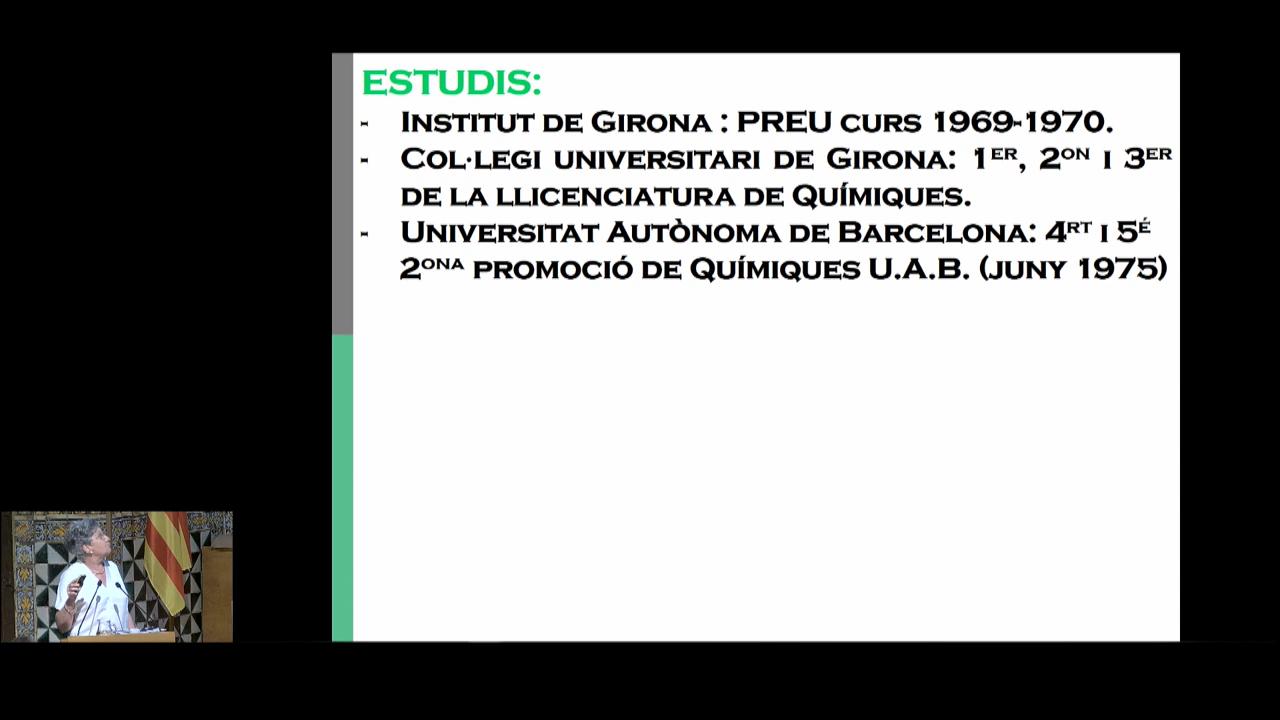 ESTUDIS:
- INSTITUT DE GIRONA : PREU CURS 1969-1970.
- COL·LEGI UNIVERSITARI DE GIRONA: 1ER, 2ON I 3ER
DE LA LLICENCIATURA DE QUÍMIQUES.
- UNIVERSITAT AUTÒNOMA DE BARCELONA: 4RT I 5É
2ONA PROMOCIÓ DE QUÍMIQUES U.A.B. (JUNY 1975)